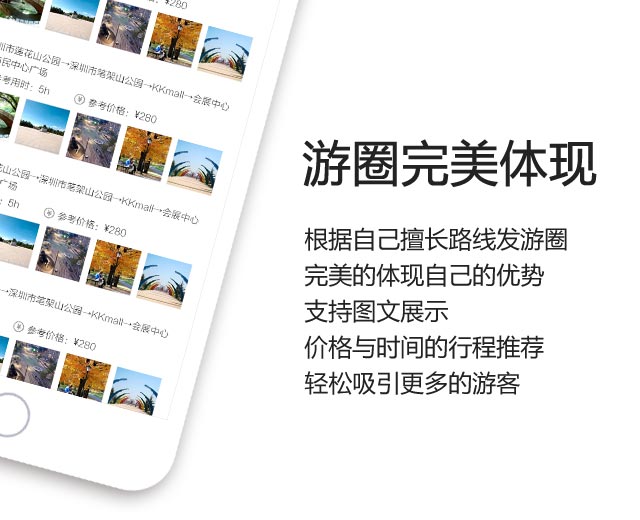 ¥280
圳市莲花山公园→深圳市笔架山公园→KKmall→会展中心
民中心广场
参考用时：5h
¥ 参考价格：¥280
公园→深圳市笔架山公园→KKmall→会展中心
广场
：5h
¥ 参考价格：¥280
→深圳市笔架山公园→KKmall→会展中心
¥ 参考价格：¥280
游圈完美体现
根据自己擅长路线发游圈
完美的体现自己的优势
支持图文展示
价格与时间的行程推荐
轻松吸引更多的游客